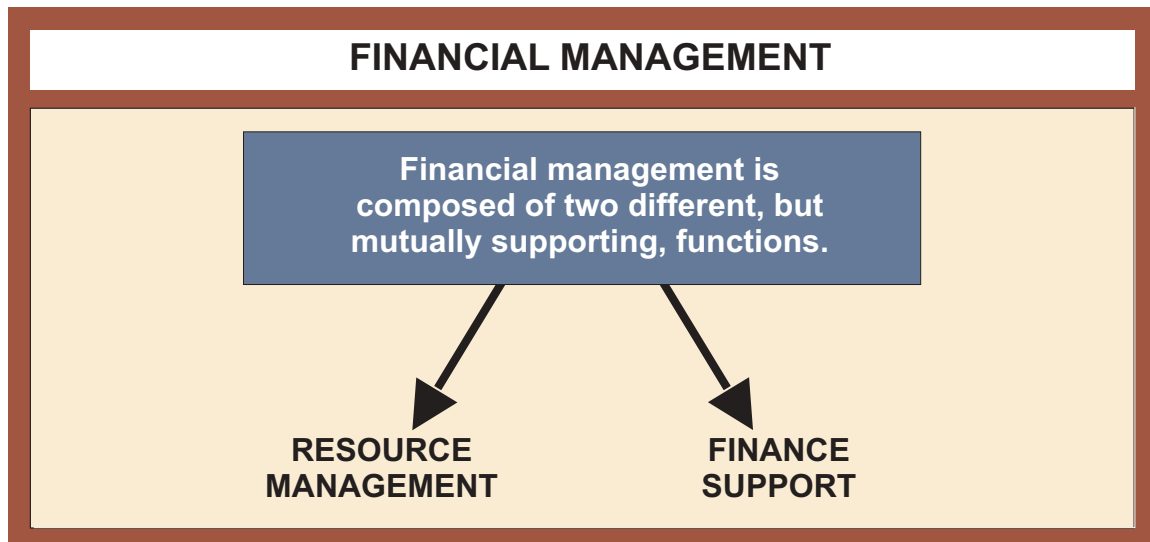 FINANCIAL MANAGEMENT
Financial management is
composed of two different, but
mutually supporting, functions.
RESOURCE
MANAGEMENT
FINANCE
SUPPORT